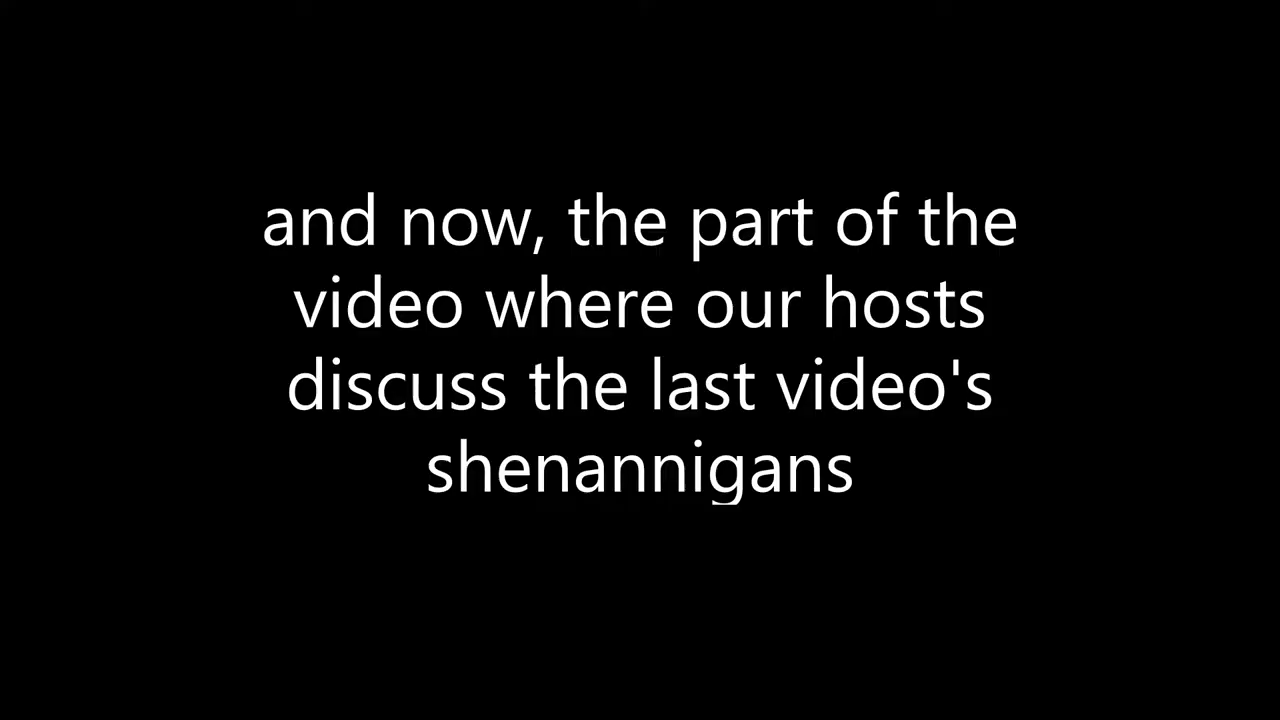 and now, the part of the
video where our hosts
discuss the last video's
shenannigans